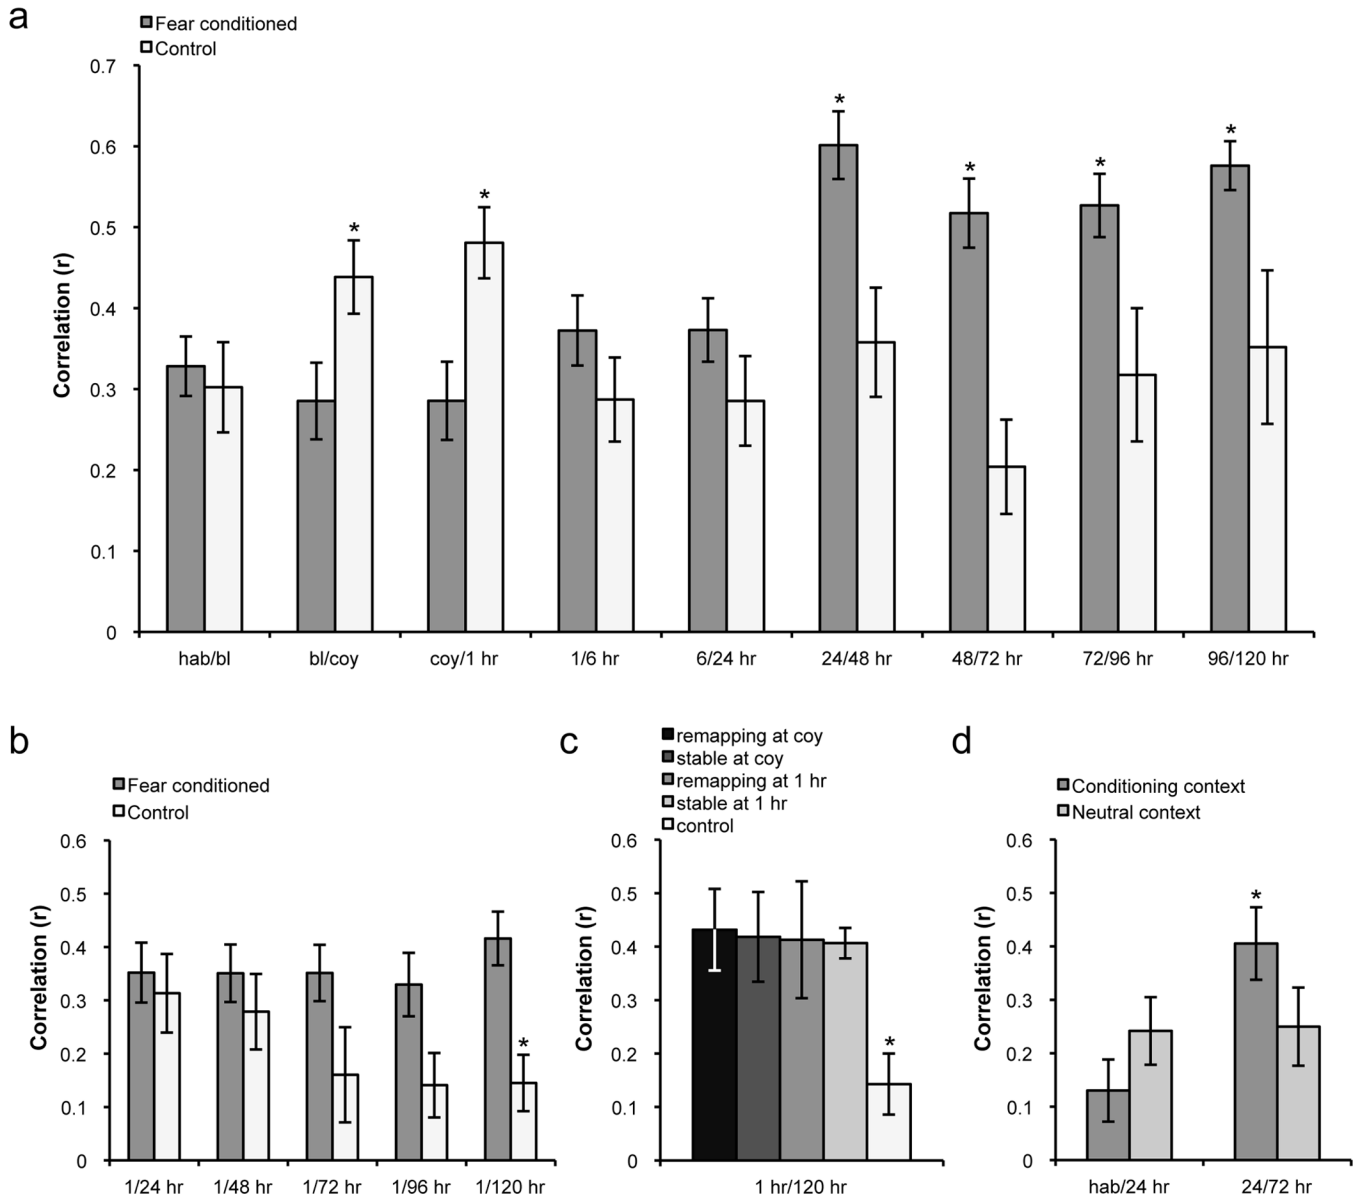 a
Fear conditioned
Control
0.7
0.6
0.5
0.4
0.3
0.2
0.1
0
Correlation (r)
* * * * * *
hab/bl bl/coy coy/1 hr 1/6 hr 6/24 hr 24/48 hr 48/72 hr 72/96 hr 96/120 hr
b
Fear conditioned
Control
0.6
0.5
0.4
0.3
0.2
0.1
0
Correlation (r)
*
1/24 hr 1/48 hr 1/72 hr 1/96 hr 1/120 hr
c
remapping at coy
stable at coy
remapping at 1 hr
stable at 1 hr
control
0.6
0.5
0.4
0.3
0.2
0.1
0
Correlation (r)
*
1 hr/120 hr
d
Conditioning context
Neutral context
0.6
0.5
0.4
0.3
0.2
0.1
0
Correlation (r)
*
hab/24 hr 24/72 hr